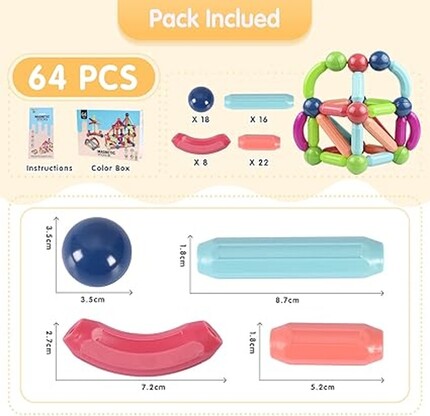 Pack Inclued
64 PCS
X 18
X 16
X 8
X 22
Instructions
Color Box
3.5cm
3.5cm
1.8cm
8.7cm
2.7cm
7.2cm
1.8cm
5.2cm